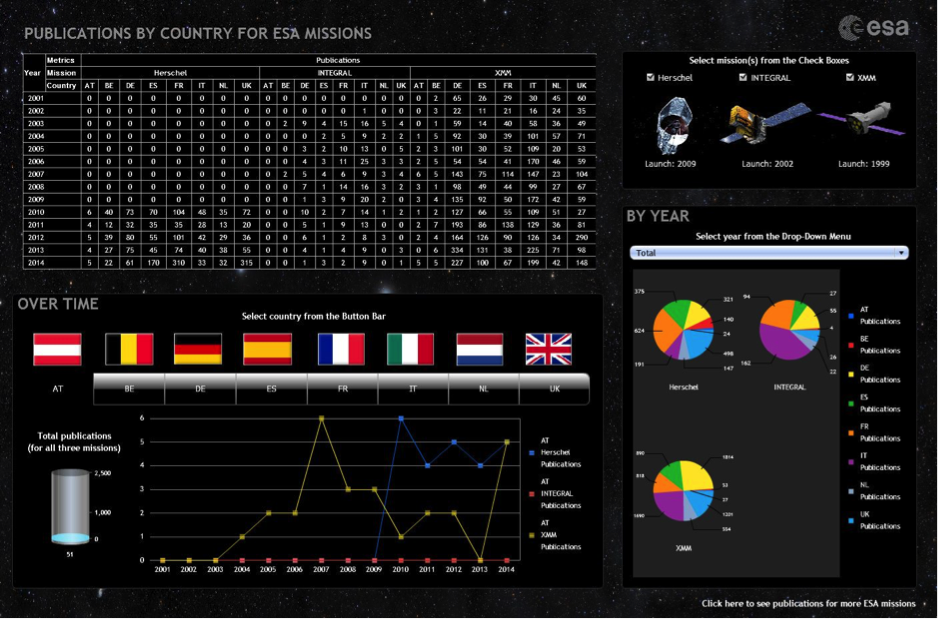 esa
PUBLICATIONS BY COUNTRY FOR ESA MISSIONS
Metrics Publications
Year Mission Herschel INTEGRAL XMM
Country AT BE DE ES FR IT NL UK AT BE DE ES FR IT NL UK AT BE DE ES FR IT NL UK
2001 0 0 0 0 0 0 0 0 0 0 0 0 0 0 0 0 0 2 65 26 29 30 45 60
2002 0 0 0 0 0 0 0 0 0 0 0 0 0 1 0 0 0 3 22 11 21 16 24 35
2003 0 0 0 0 0 0 0 0 0 2 9 4 15 16 5 4 0 1 59 14 40 58 36 49
2004 0 0 0 0 0 0 0 0 0 0 0 2 5 9 2 2 1 5 92 30 39 101 57 71
2005 0 0 0 0 0 0 0 0 0 0 3 2 10 13 0 5 2 3 101 30 52 109 20 53
2006 0 0 0 0 0 0 0 0 0 0 4 3 11 25 3 3 2 5 54 54 41 170 46 59
2007 0 0 0 0 0 0 0 0 0 2 5 4 6 9 3 4 6 5 143 75 114 147 23 104
2008 0 0 0 0 0 0 0 0 0 0 7 1 14 16 3 2 3 1 98 49 44 99 27 67
2009 0 0 0 0 0 0 0 0 0 0 1 3 9 20 2 0 3 4 135 92 50 172 42 59
2010 6 40 73 70 104 48 35 72 0 0 10 2 7 14 1 2 1 2 127 66 55 109 51 27
2011 4 12 32 35 35 28 13 20 0 0 5 1 9 13 0 0 2 7 193 86 138 129 36 81
2012 5 39 80 55 101 42 29 36 0 0 6 1 2 8 3 0 2 4 164 126 90 126 34 290
2013 4 27 75 45 74 40 38 55 0 0 4 1 4 9 0 3 0 6 334 131 38 225 71 98
2014 5 22 61 170 310 33 32 315 0 0 1 3 2 9 0 1 5 5 227 100 67 199 42 148
Select mission(s) from the Check Boxes
Herschel INTEGRAL XMM
Launch: 2009 Launch: 2002 Launch: 1999
BY YEAR
Select year from the Drop-Down Menu
Total
375
321
140
24
498
147
191
624
Herschel
94
27
55
4
26
22
162
INTEGRAL
1814
53
27
1221
554
1690
818
890
XMM
AT
Publications
BE
Publications
DE
Publications
ES
Publications
FR
Publications
IT
Publications
NL
Publications
UK
Publications
OVER TIME
Select country from the Button Bar
AT BE DE ES FR IT NL UK
Total publications
(for all three missions)
2,500
1,000
0
51
6
5
4
3
2
1
0
2001 2002 2003 2004 2005 2006 2007 2008 2009 2010 2011 2012 2013 2014
AT
Herschel
Publications
AT
INTEGRAL
Publications
AT
XMM
Publications
Click here to see publications for more ESA missions